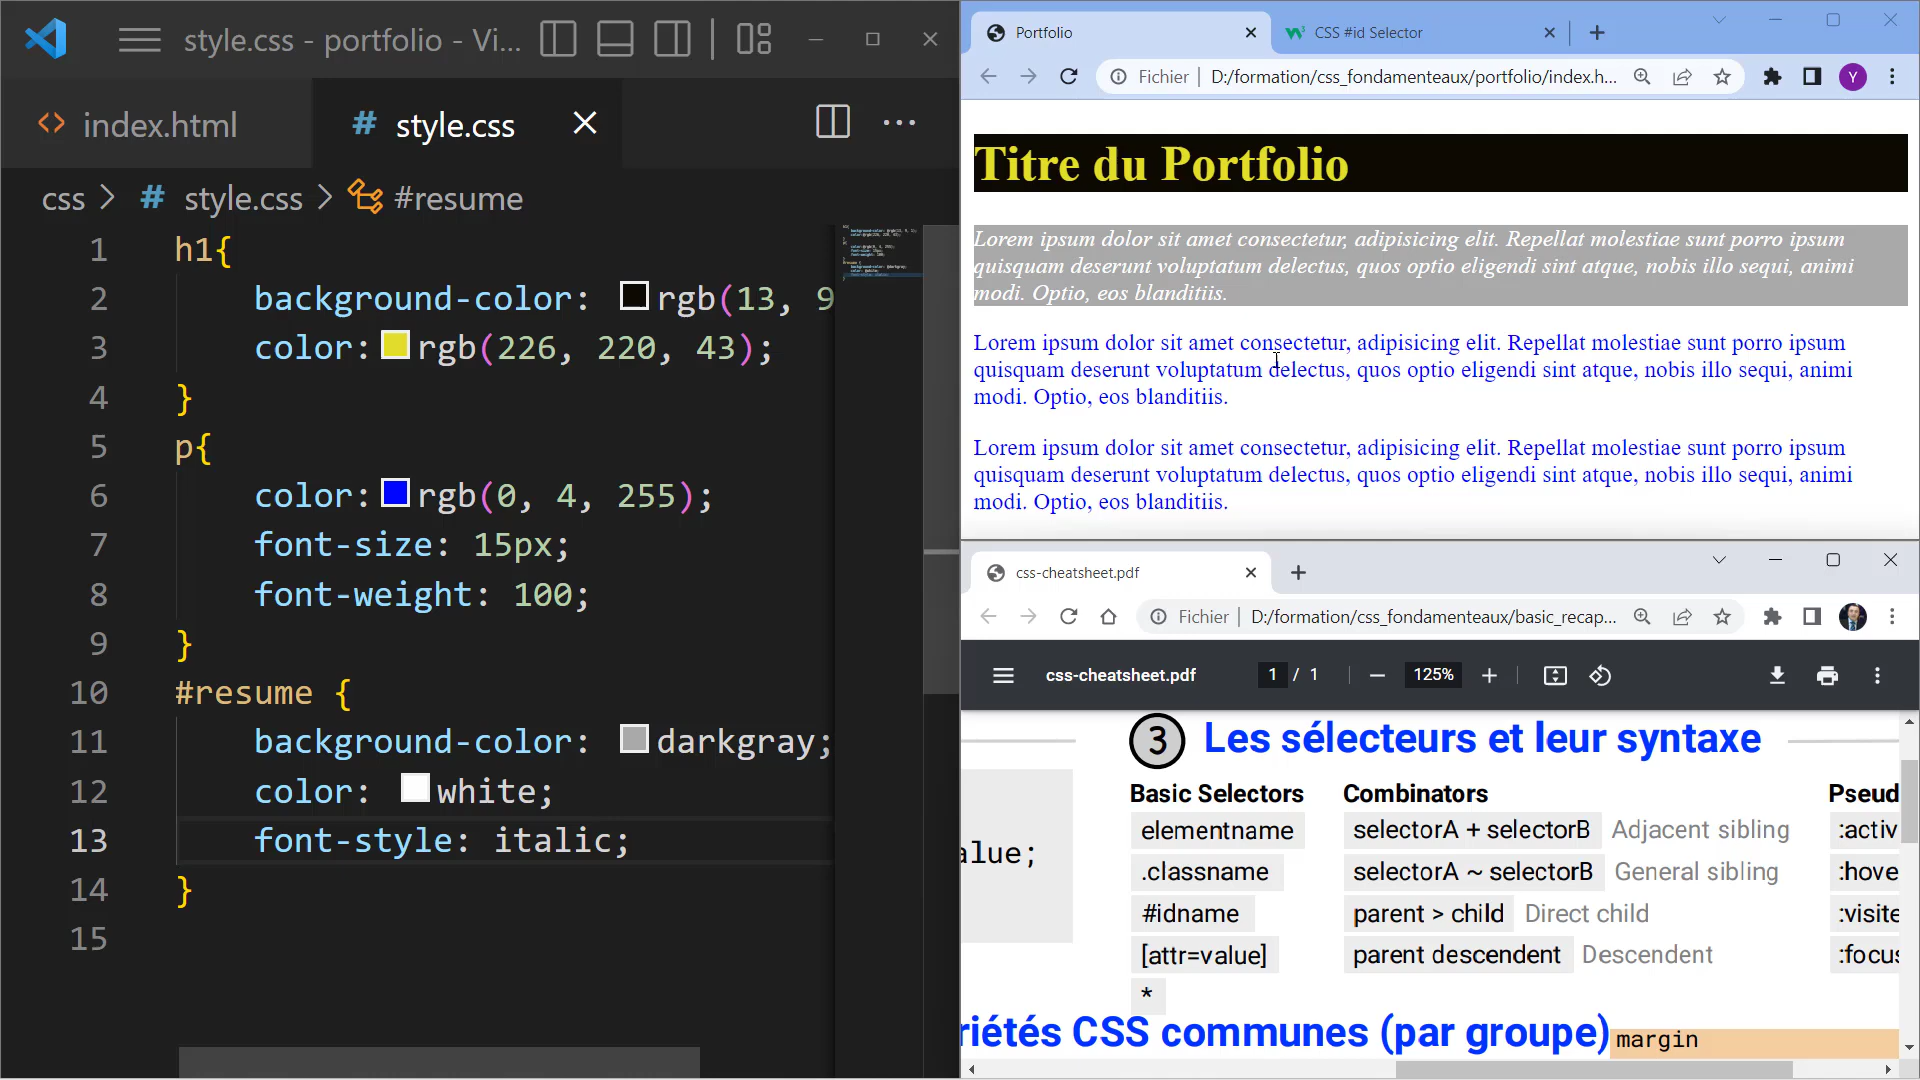 style.css - portfolio - Vi...
index.html
# style.css
css > # style.css > #resume
1 h1{
2 background-color: rgb(13, 9
3 color: rgb(226, 220, 43);
4 }
5 p{
6 color: rgb(0, 4, 255);
7 font-size: 15px;
8 font-weight: 100;
9 }
10 #resume {
11 background-color: darkgray;
12 color: white;
13 font-style: italic;
14 }
15
Portfolio
CSS #id Selector
Fichier | D:/formation/css_fondamenteaux/portfolio/index.h...
Y
Titre du Portfolio
Lorem ipsum dolor sit amet consectetur, adipisicing elit. Repellat molestiae sunt porro ipsum
quisquam deserunt voluptatum delectus, quos optio eligendi sint atque, nobis illo sequi, animi
modi. Optio, eos blanditiis.
Lorem ipsum dolor sit amet consectetur, adipisicing elit. Repellat molestiae sunt porro ipsum
quisquam deserunt voluptatum delectus, quos optio eligendi sint atque, nobis illo sequi, animi
modi. Optio, eos blanditiis.
Lorem ipsum dolor sit amet consectetur, adipisicing elit. Repellat molestiae sunt porro ipsum
quisquam deserunt voluptatum delectus, quos optio eligendi sint atque, nobis illo sequi, animi
modi. Optio, eos blanditiis.
css-cheatsheet.pdf
Fichier | D:/formation/css_fondamenteaux/basic_recap...
css-cheatsheet.pdf
1 / 1
125%
3 Les sélecteurs et leur syntaxe
Basic Selectors
elementname
.classname
#idname
[attr=value]
*
Combinators
selectorA + selectorB Adjacent sibling
selectorA ~ selectorB General sibling
parent > child Direct child
parent descendent Descendent
Pseud
:activ
:hove
:visite
:focus
alue;
riétés CSS communes (par groupe)
margin